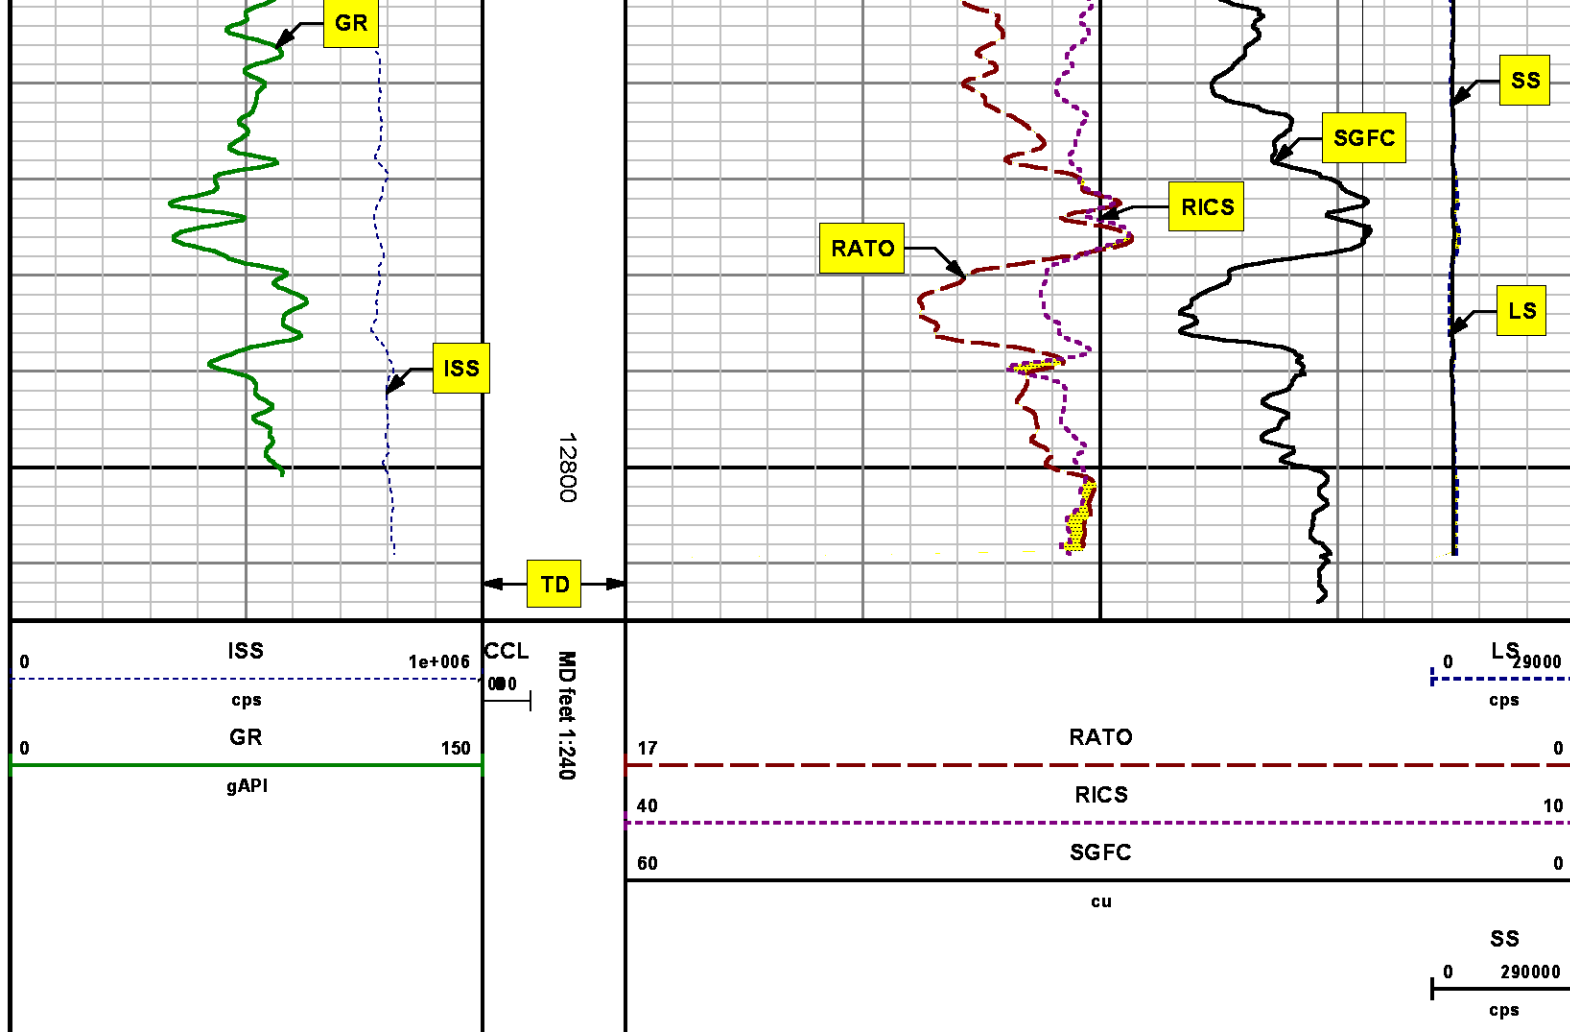 GR
SS
SGFC
RICS
RATO
LS
ISS
12800
TD
ISS
0 1e+006
cps
GR
0 150
gAPI
CCL
MD feet 1:240
LS
0 29000
cps
RATO
17 0
RICS
40 10
SGFC
60 0
cu
SS
0 290000
cps